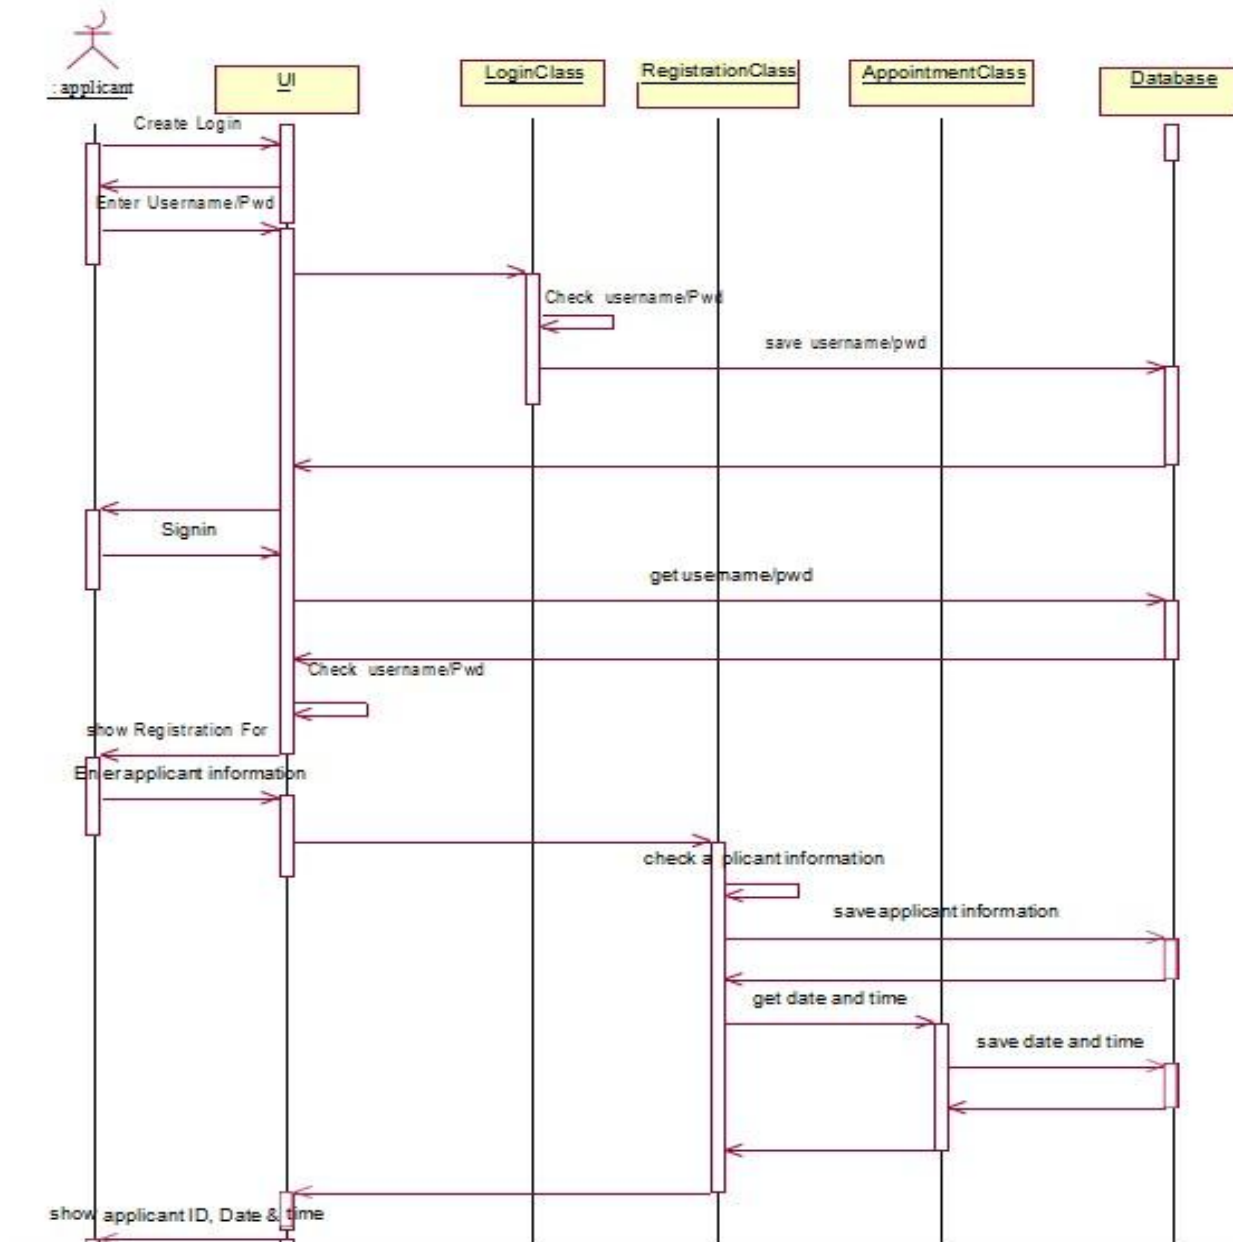 : applicant
UI
LoginClass
RegistrationClass
AppointmentClass
Database
Create Login
Enter Username/Pwd
Check username/Pwd
save username/pwd
Signin
get username/pwd
Check username/Pwd
show Registration For
Enter applicant information
check applicant information
save applicant information
get date and time
save date and time
show applicant ID, Date & time